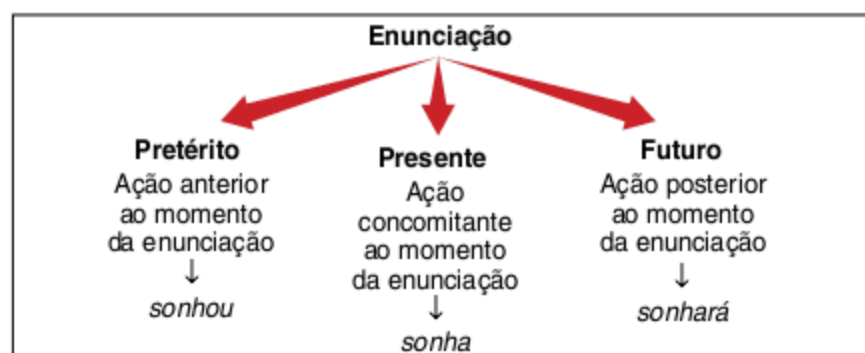 Enunciação
Pretérito
Ação anterior
ao momento
da enunciação
↓
sonhou
Presente
Ação
concomitante
ao momento
da enunciação
↓
sonha
Futuro
Ação posterior
ao momento
da enunciação
↓
sonhará